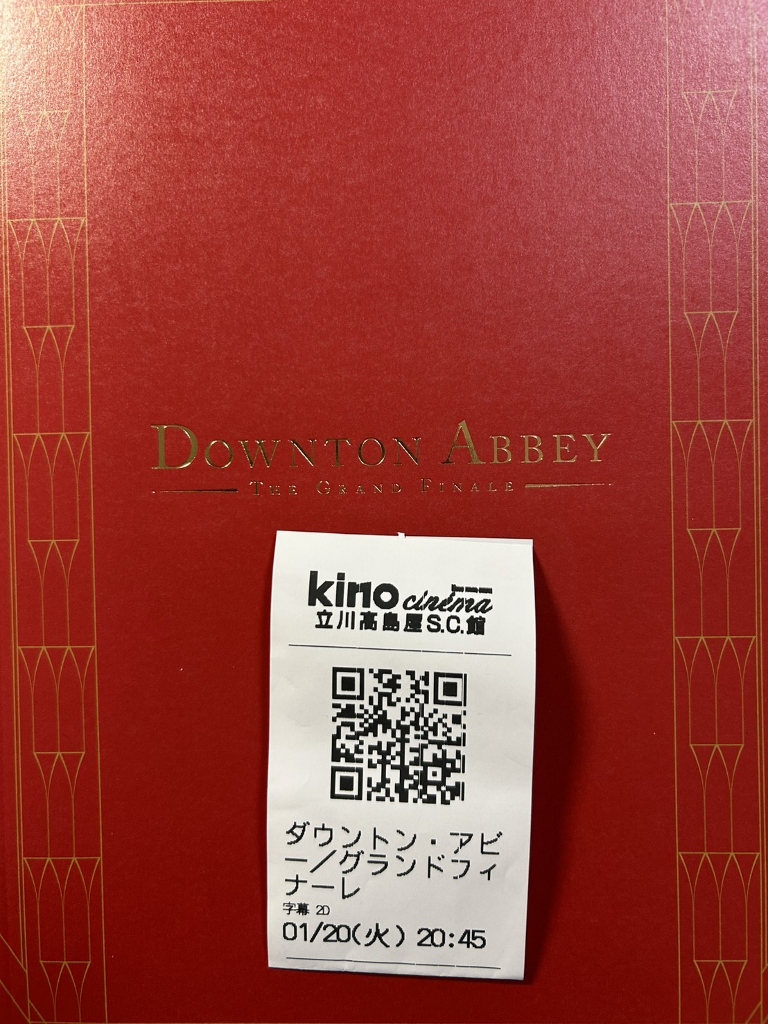 DOWNTON ABBEY
THE GRAND FINALE
kino cinéma
立川髙島屋S.C.館
ダウントン・アビ
ー／グランドフィ
ナーレ
字幕 2D
01/20(火) 20:45